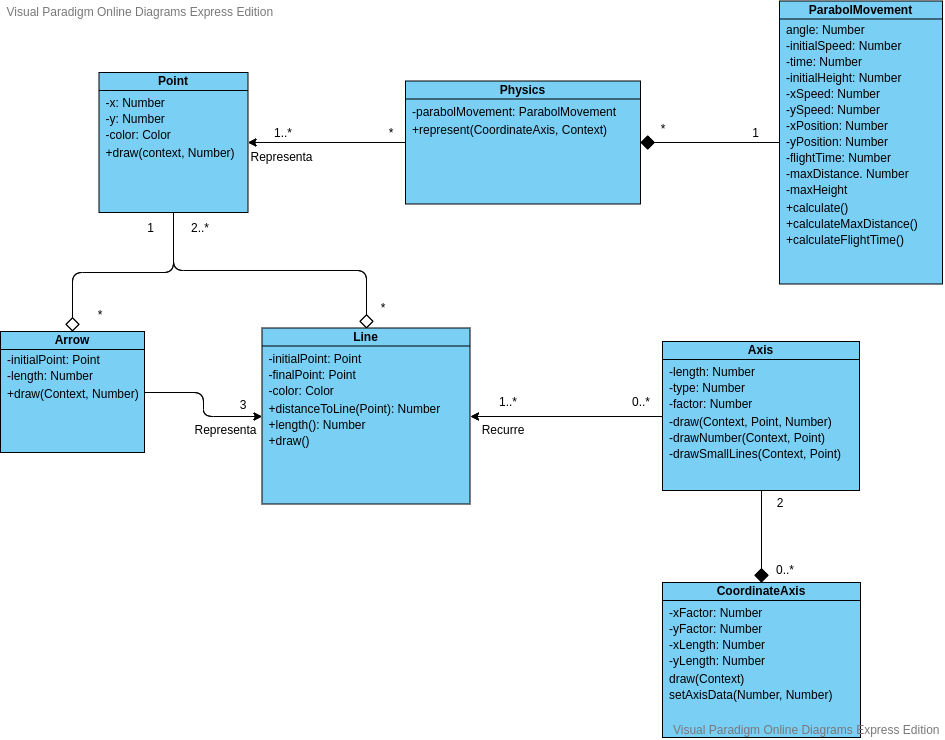 Visual Paradigm Online Diagrams Express Edition
ParabolMovement
angle: Number
-initialSpeed: Number
-time: Number
-initialHeight: Number
-xSpeed: Number
-ySpeed: Number
-xPosition: Number
-yPosition: Number
-flightTime: Number
-maxDistance. Number
-maxHeight
+calculate()
+calculateMaxDistance()
+calculateFlightTime()
Point
-x: Number
-y: Number
-color: Color
+draw(context, Number)
Physics
-parabolMovement: ParabolMovement
+represent(CoordinateAxis, Context)
1..*
*
Representa
*
1
1
2..*
*
*
Arrow
-initialPoint: Point
-length: Number
+draw(Context, Number)
3
Representa
Line
-initialPoint: Point
-finalPoint: Point
-color: Color
+distanceToLine(Point): Number
+length(): Number
+draw()
1..*
0..*
Recurre
Axis
-length: Number
-type: Number
-factor: Number
-draw(Context, Point, Number)
-drawNumber(Context, Point)
-drawSmallLines(Context, Point)
2
0..*
CoordinateAxis
-xFactor: Number
-yFactor: Number
-xLength: Number
-yLength: Number
draw(Context)
setAxisData(Number, Number)
Visual Paradigm Online Diagrams Express Edition